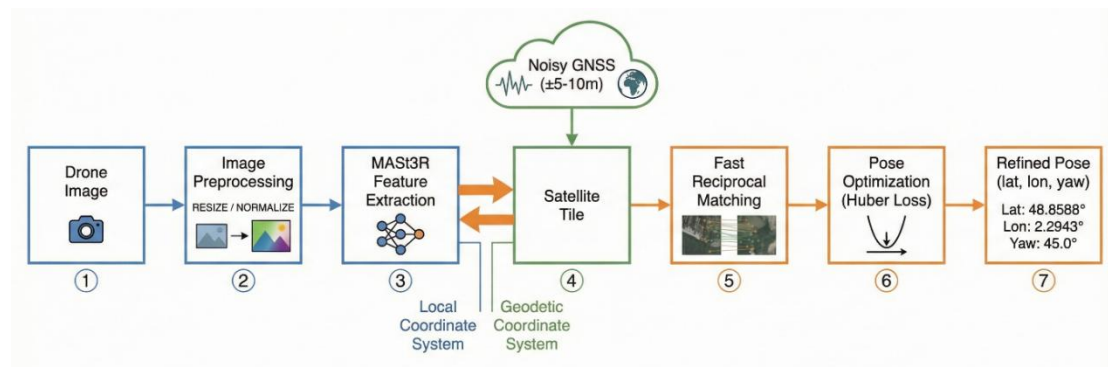 Noisy GNSS
(±5-10m)
Drone
Image
Image
Preprocessing
RESIZE / NORMALIZE
MASt3R
Feature
Extraction
Satellite
Tile
Fast
Reciprocal
Matching
Pose
Optimization
(Huber Loss)
Refined Pose
(lat, lon, yaw)
Lat: 48.8588°
Lon: 2.2943°
Yaw: 45.0°
1
2
3
4
5
6
7
Local
Coordinate
System
Geodetic
Coordinate
System